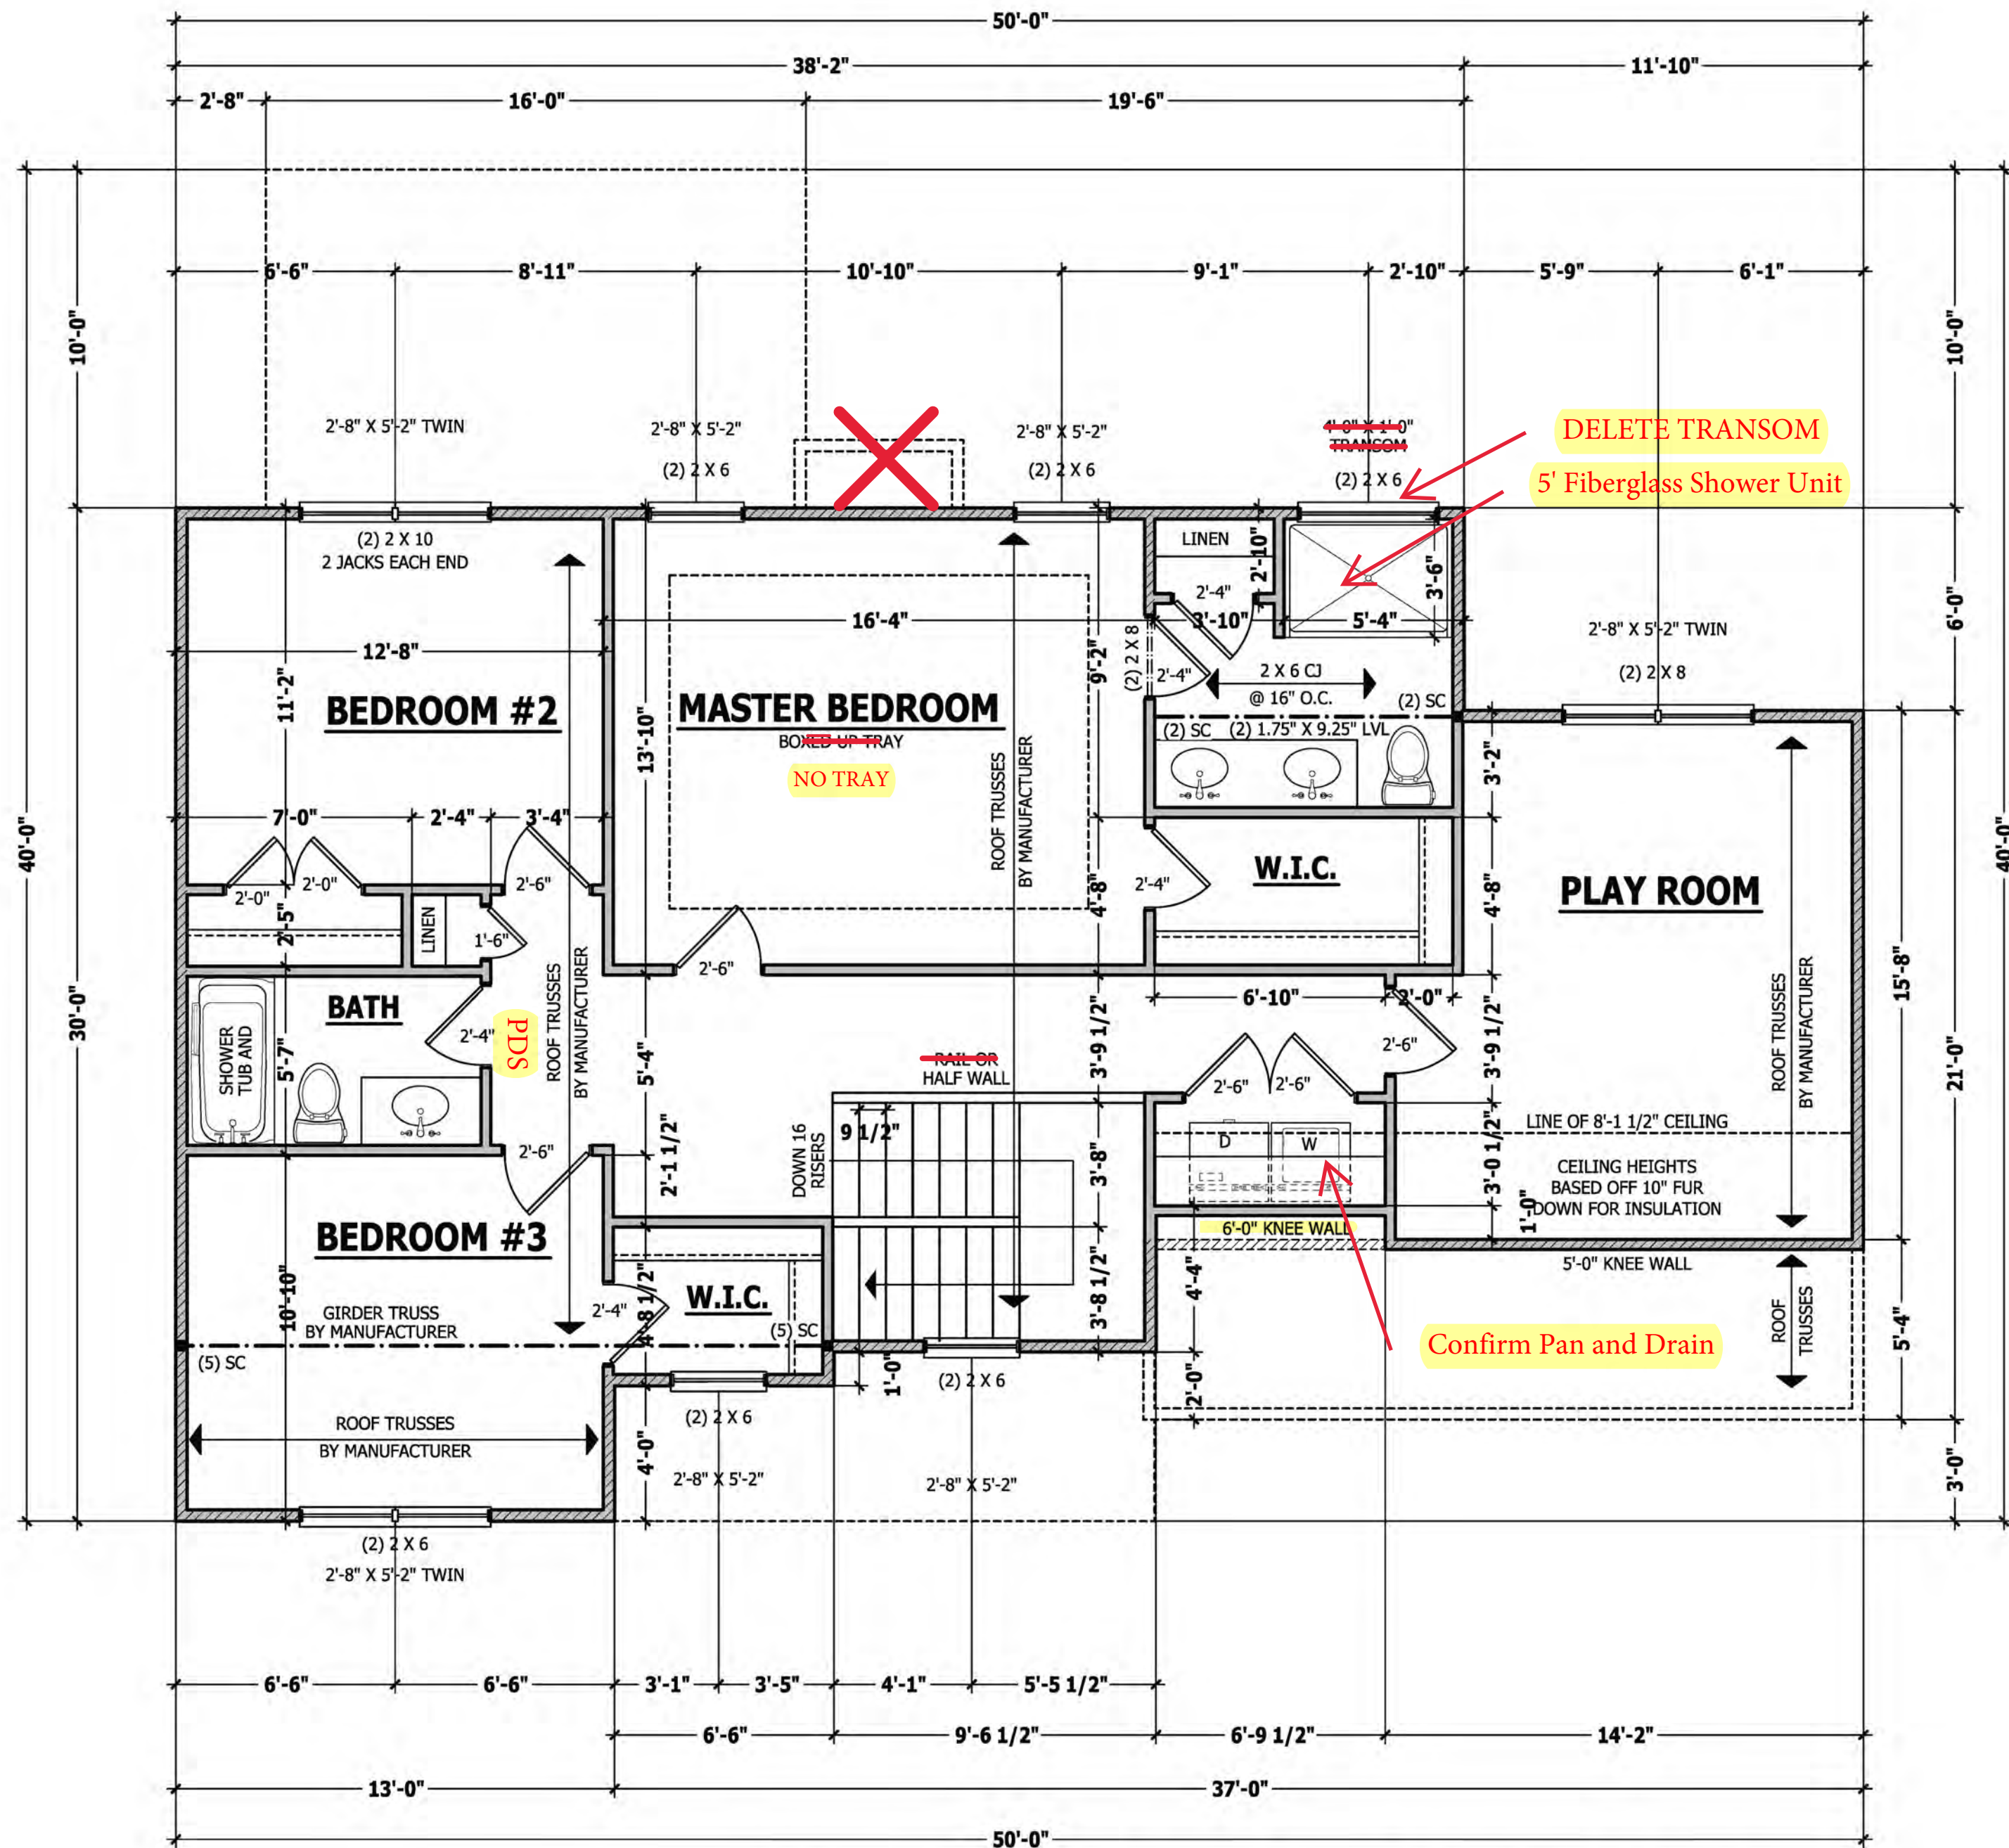 50'-0"
38'-2"
11'-10"
2'-8"
16'-0"
19'-6"
6'-6"
8'-11"
10'-10"
9'-1"
2'-10"
5'-9"
6'-1"
10'-0"
10'-0"
2'-8" X 5'-2" TWIN
2'-8" X 5'-2"
(2) 2 X 6
2'-8" X 5'-2"
(2) 2 X 6
4'-0" X 1'-0"
TRANSOM
(2) 2 X 6
DELETE TRANSOM
5' Fiberglass Shower Unit
(2) 2 X 10
2 JACKS EACH END
LINEN
2'-10"
3'-6"
2'-4"
3'-10"
5'-4"
6'-0"
2'-8" X 5'-2" TWIN
(2) 2 X 8
16'-4"
12'-8"
11'-2"
BEDROOM #2
13'-10"
MASTER BEDROOM
BOXED UP TRAY
NO TRAY
ROOF TRUSSES
BY MANUFACTURER
9'-2"
(2) 2 X 8
2'-4"
2 X 6 CJ
@ 16" O.C.
(2) SC
(2) SC
(2) 1.75" X 9.25" LVL
3'-2"
7'-0"
2'-4"
3'-4"
40'-0"
40'-0"
2'-0"
2'-0"
2'-6"
2'-5"
LINEN
1'-6"
2'-6"
4'-8"
2'-4"
W.I.C.
4'-8"
PLAY ROOM
30'-0"
BATH
SHOWER
TUB AND
5'-7"
2'-4"
PDS
ROOF TRUSSES
BY MANUFACTURER
5'-4"
6'-10"
2'-0"
3'-9 1/2"
3'-9 1/2"
2'-6"
ROOF TRUSSES
BY MANUFACTURER
15'-8"
21'-0"
RAIL OR
HALF WALL
2'-6"
2'-6"
9 1/2"
DOWN 16
RISERS
2'-1 1/2"
3'-8"
D
W
3'-0 1/2"
LINE OF 8'-1 1/2" CEILING
CEILING HEIGHTS
BASED OFF 10" FUR
DOWN FOR INSULATION
1'-0"
2'-6"
BEDROOM #3
6'-0" KNEE WALL
5'-0" KNEE WALL
10'-10"
GIRDER TRUSS
BY MANUFACTURER
(5) SC
2'-4"
4'-8 1/2"
W.I.C.
(5) SC
3'-8 1/2"
4'-4"
ROOF
TRUSSES
5'-4"
Confirm Pan and Drain
1'-0"
(2) 2 X 6
2'-0"
ROOF TRUSSES
BY MANUFACTURER
4'-0"
(2) 2 X 6
2'-8" X 5'-2"
2'-8" X 5'-2"
3'-0"
(2) 2 X 6
2'-8" X 5'-2" TWIN
6'-6"
6'-6"
3'-1"
3'-5"
4'-1"
5'-5 1/2"
6'-6"
9'-6 1/2"
6'-9 1/2"
14'-2"
13'-0"
37'-0"
50'-0"